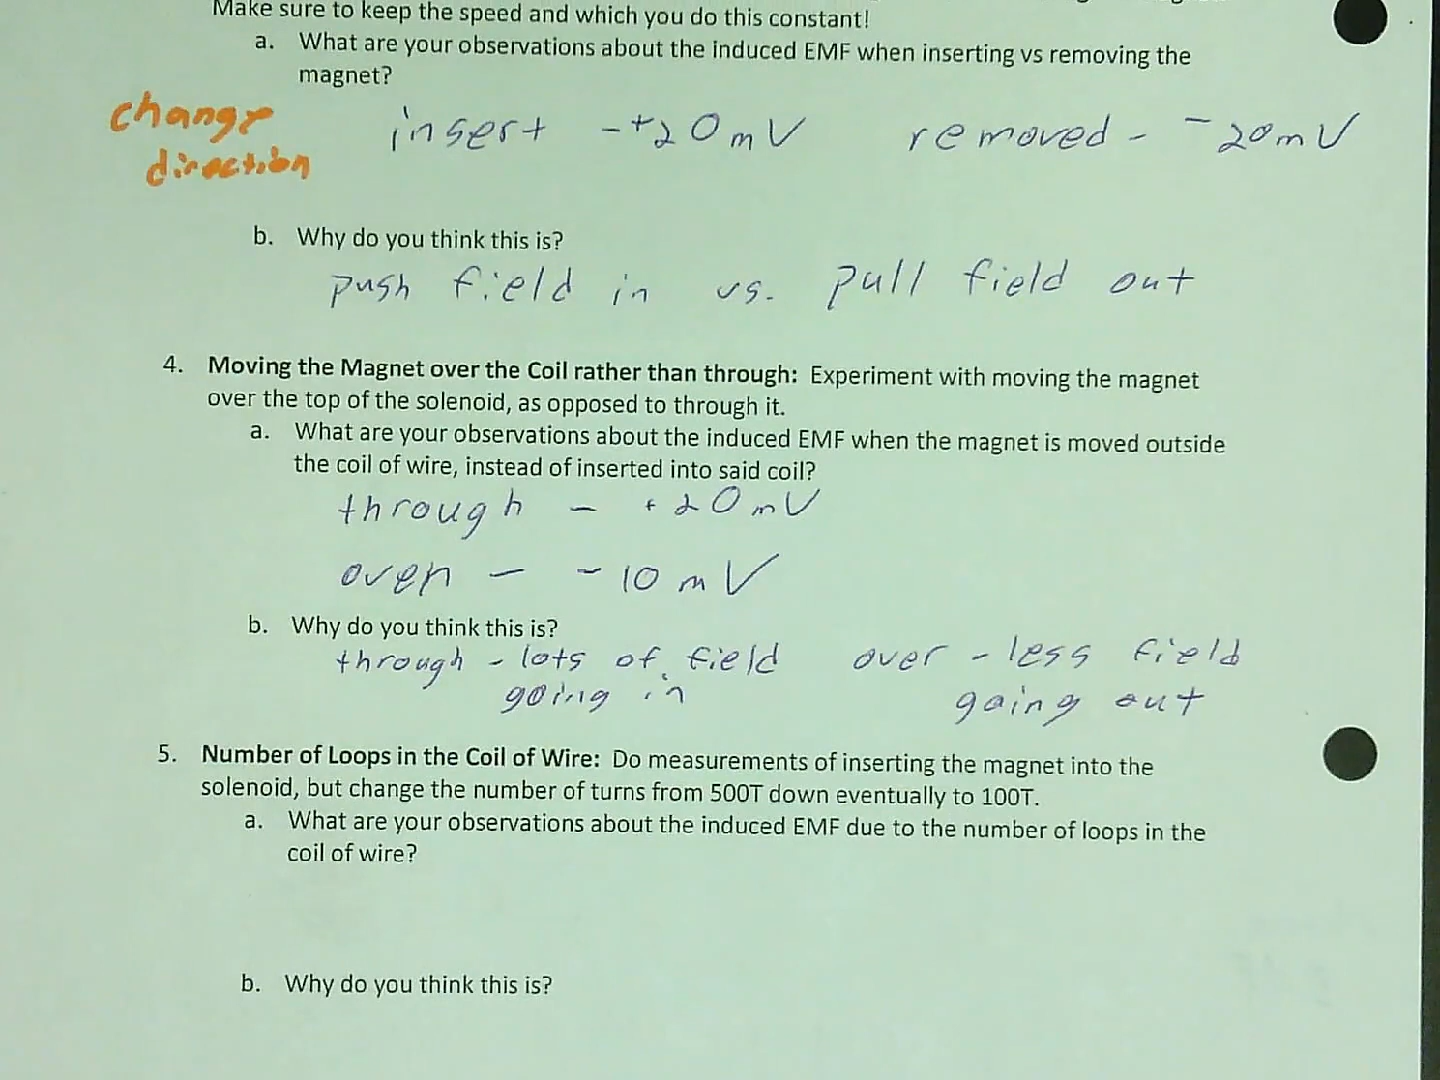 Make sure to keep the speed and which you do this constant!
a. What are your observations about the induced EMF when inserting vs removing the
magnet?
change
direction
insert - +20mV removed - -20mV
b. Why do you think this is?
push field in vs. pull field out
4. Moving the Magnet over the Coil rather than through: Experiment with moving the magnet
over the top of the solenoid, as opposed to through it.
a. What are your observations about the induced EMF when the magnet is moved outside
the coil of wire, instead of inserted into said coil?
through - +20mV
over - -10mV
b. Why do you think this is?
through - lots of field over - less field
going in going out
5. Number of Loops in the Coil of Wire: Do measurements of inserting the magnet into the
solenoid, but change the number of turns from 500T down eventually to 100T.
a. What are your observations about the induced EMF due to the number of loops in the
coil of wire?
b. Why do you think this is?